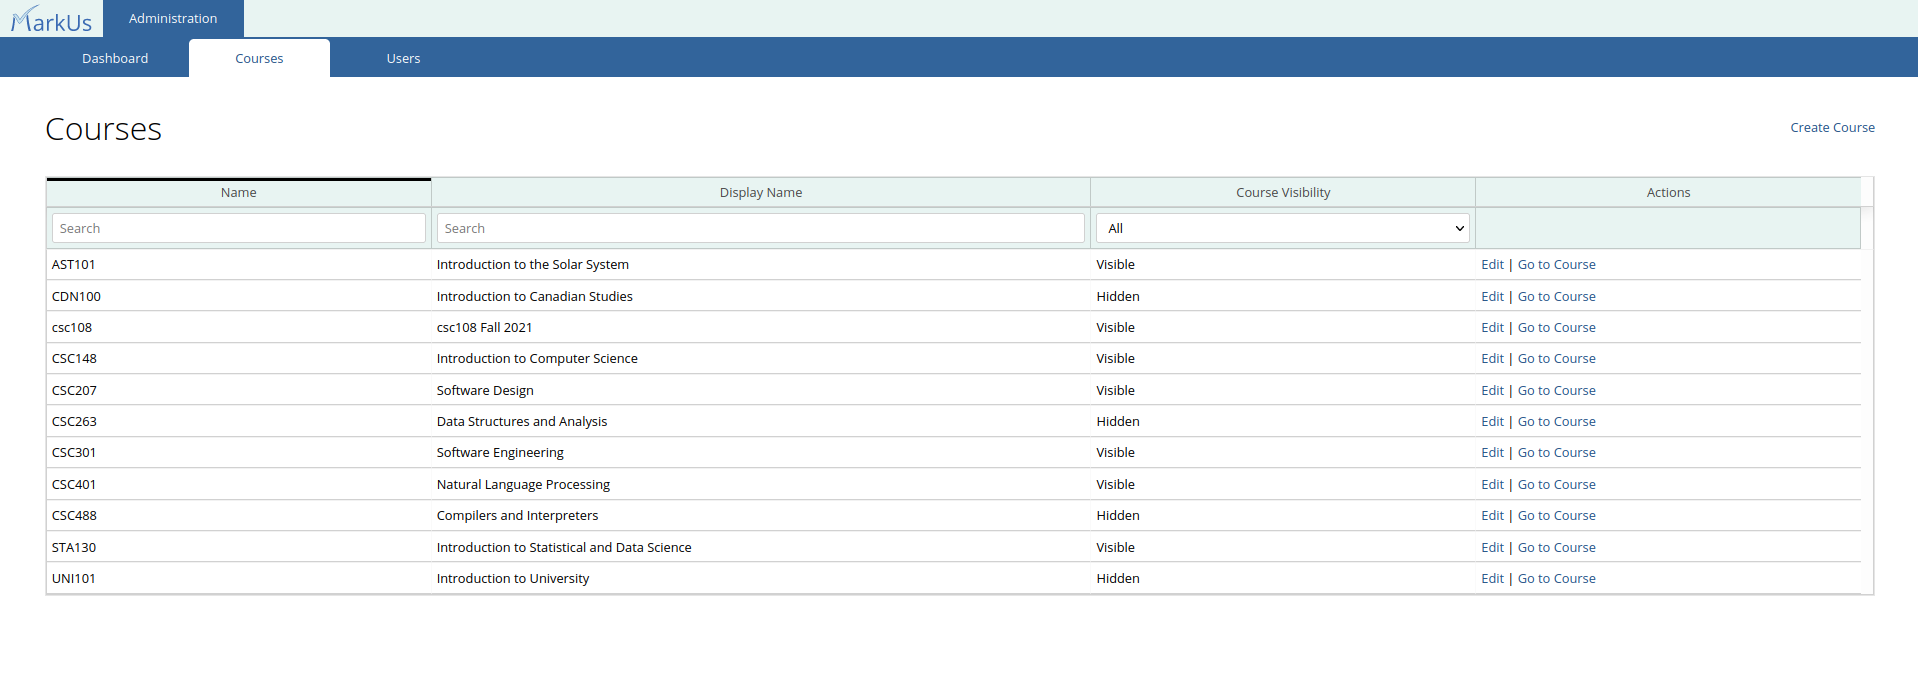 MarkUs Administration
Dashboard Courses Users
Courses Create Course
Name Display Name Course Visibility Actions
Search Search All
AST101 Introduction to the Solar System Visible Edit | Go to Course
CDN100 Introduction to Canadian Studies Hidden Edit | Go to Course
csc108 csc108 Fall 2021 Visible Edit | Go to Course
CSC148 Introduction to Computer Science Visible Edit | Go to Course
CSC207 Software Design Visible Edit | Go to Course
CSC263 Data Structures and Analysis Hidden Edit | Go to Course
CSC301 Software Engineering Visible Edit | Go to Course
CSC401 Natural Language Processing Visible Edit | Go to Course
CSC488 Compilers and Interpreters Hidden Edit | Go to Course
STA130 Introduction to Statistical and Data Science Visible Edit | Go to Course
UNI101 Introduction to University Hidden Edit | Go to Course